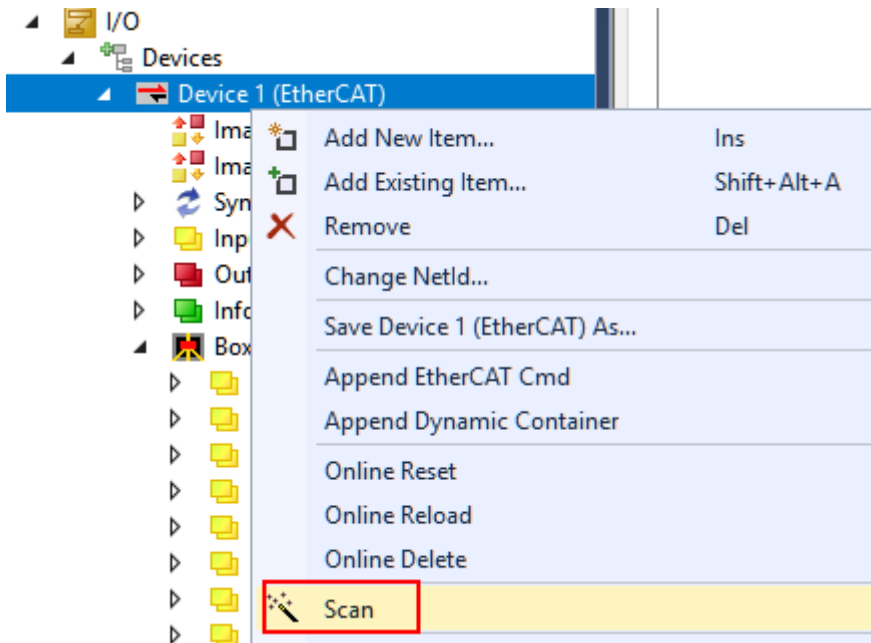 I/O
Devices
Device 1 (EtherCAT)
Ima
Ima
Syn
Inp
Out
Info
Box
Add New Item... Ins
Add Existing Item... Shift+Alt+A
Remove Del
Change NetId...
Save Device 1 (EtherCAT) As...
Append EtherCAT Cmd
Append Dynamic Container
Online Reset
Online Reload
Online Delete
Scan